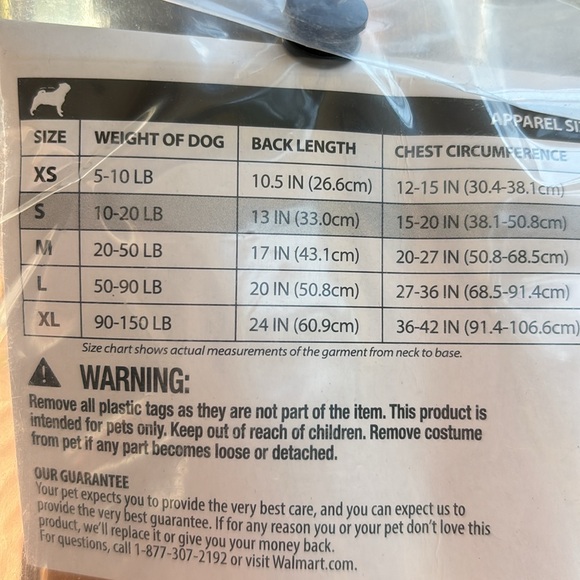 APPAREL
SIZE WEIGHT OF DOG BACK LENGTH CHEST CIRCUMFERENCE
XS 5-10 LB 10.5 IN (26.6cm) 12-15 IN (30.4-38.1cm)
S 10-20 LB 13 IN (33.0cm) 15-20 IN (38.1-50.8cm)
M 20-50 LB 17 IN (43.1cm) 20-27 IN (50.8-68.5cm)
L 50-90 LB 20 IN (50.8cm) 27-36 IN (68.5-91.4cm)
XL 90-150 LB 24 IN (60.9cm) 36-42 IN (91.4-106.6cm)
Size chart shows actual measurements of the garment from neck to base.
WARNING:
Remove all plastic tags as they are not part of the item. This product is
intended for pets only. Keep out of reach of children. Remove costume
from pet if any part becomes loose or detached.
OUR GUARANTEE
Your pet expects you to provide the very best care, and you can expect us to
provide the very best guarantee. If for any reason you or your pet don't love this
product, we'll replace it or give you your money back.
For questions, call 1-877-307-2192 or visit Walmart.com.